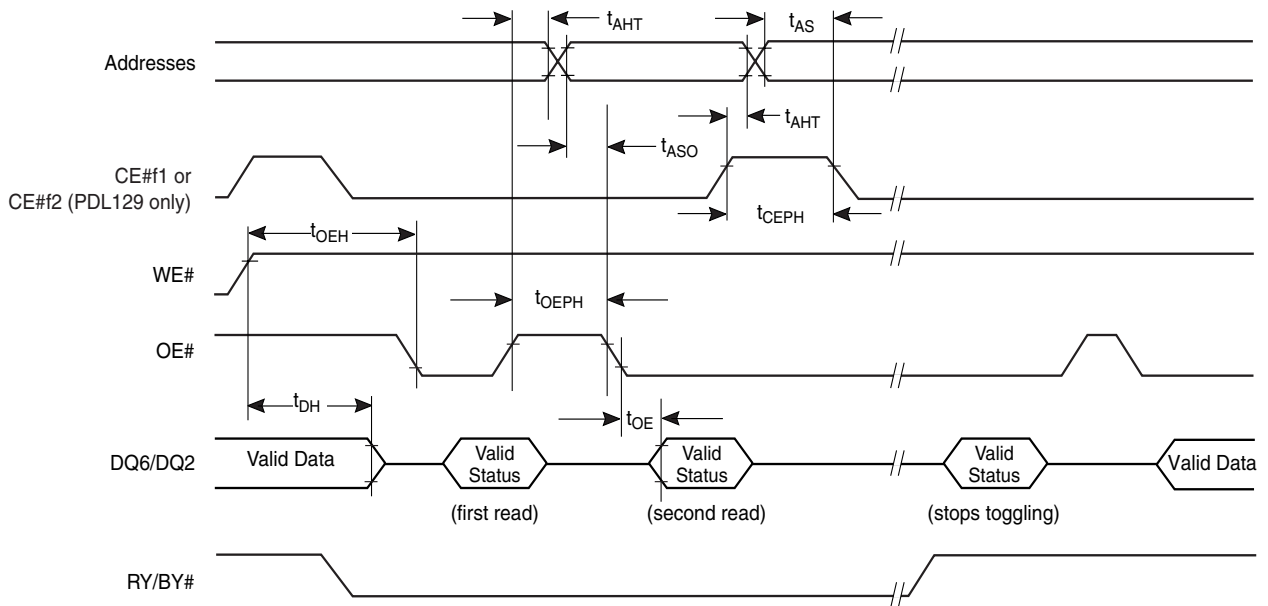 tAHT
tAS
Addresses
tAHT
tASO
CE#f1 or
CE#f2 (PDL129 only)
tCEPH
tOEH
WE#
tOEPH
OE#
tDH
tOE
DQ6/DQ2
Valid Data
Valid
Status
Valid
Status
Valid
Status
Valid Data
(first read)
(second read)
(stops toggling)
RY/BY#